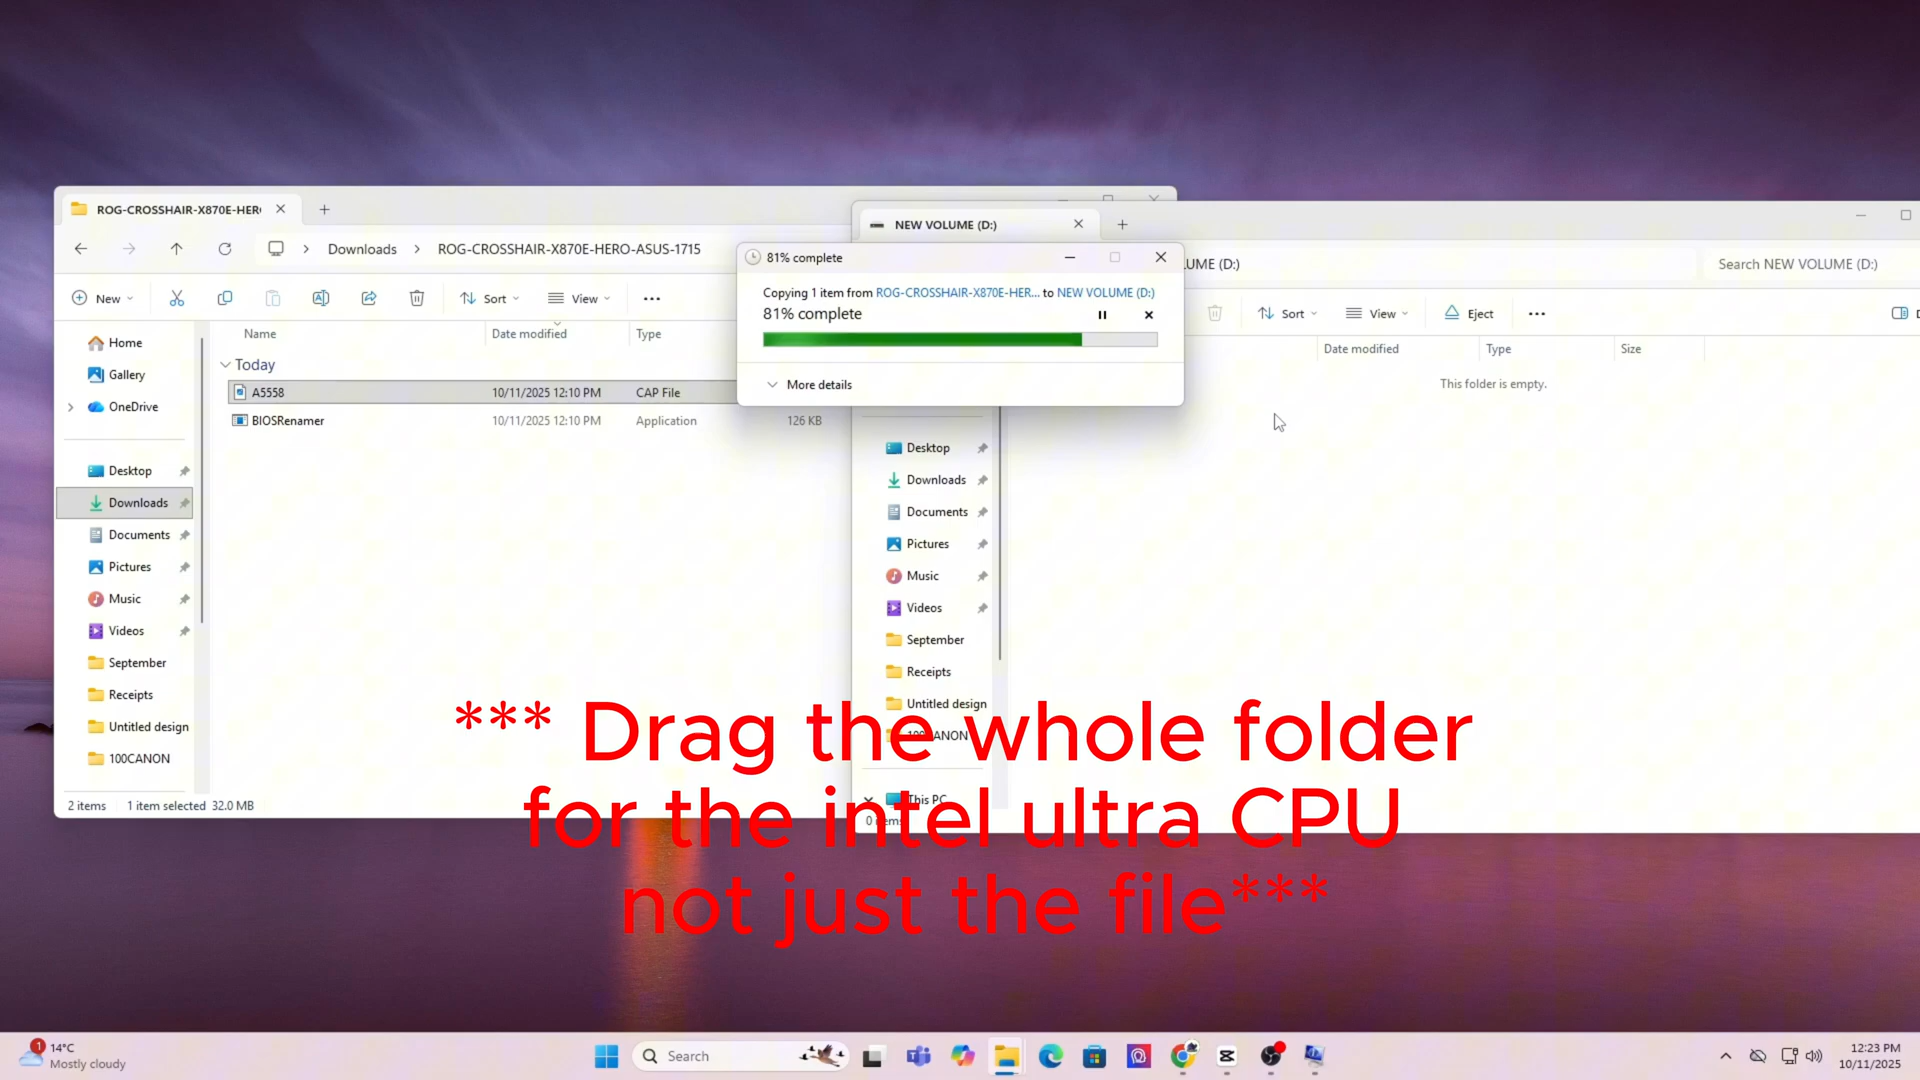 ROG-CROSSHAIR-X870E-HER
NEW VOLUME (D:)
Downloads > ROG-CROSSHAIR-X870E-HERO-ASUS-1715
UME (D:)
Search NEW VOLUME (D:)
81% complete
Copying 1 item from ROG-CROSSHAIR-X870E-HER... to NEW VOLUME (D:)
81% complete
More details
New
Sort
View
Sort
View
Eject
D
Name
Date modified
Type
Today
A5558 10/11/2025 12:10 PM CAP File
BIOSRenamer 10/11/2025 12:10 PM Application 126 KB
Date modified
Type
Size
This folder is empty.
Home
Gallery
OneDrive
Desktop
Downloads
Documents
Pictures
Music
Videos
September
Receipts
Untitled design
100CANON
2 items 1 item selected 32.0 MB
Desktop
Downloads
Documents
Pictures
Music
Videos
September
Receipts
Untitled design
This PC
*** Drag the whole folder
for the intel ultra CPU
not just the file***
1
14°C
Mostly cloudy
Search
12:23 PM
10/11/2025